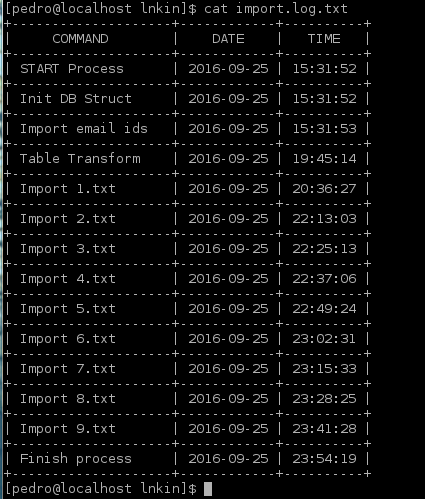 [pedro@localhost lnkin]$ cat import.log.txt
-----------------+------------+----------+
COMMAND | DATE | TIME |
-----------------+------------+----------+
START Process | 2016-09-25 | 15:31:52 |
-----------------+------------+----------+
Init DB Struct | 2016-09-25 | 15:31:52 |
-----------------+------------+----------+
Import email ids | 2016-09-25 | 15:31:53 |
-----------------+------------+----------+
Table Transform | 2016-09-25 | 19:45:14 |
-----------------+------------+----------+
Import 1.txt | 2016-09-25 | 20:36:27 |
-----------------+------------+----------+
Import 2.txt | 2016-09-25 | 22:13:03 |
-----------------+------------+----------+
Import 3.txt | 2016-09-25 | 22:25:13 |
-----------------+------------+----------+
Import 4.txt | 2016-09-25 | 22:37:06 |
-----------------+------------+----------+
Import 5.txt | 2016-09-25 | 22:49:24 |
-----------------+------------+----------+
Import 6.txt | 2016-09-25 | 23:02:31 |
-----------------+------------+----------+
Import 7.txt | 2016-09-25 | 23:15:33 |
-----------------+------------+----------+
Import 8.txt | 2016-09-25 | 23:28:25 |
-----------------+------------+----------+
Import 9.txt | 2016-09-25 | 23:41:28 |
-----------------+------------+----------+
Finish process | 2016-09-25 | 23:54:19 |
-----------------+------------+----------+
[pedro@localhost lnkin]$